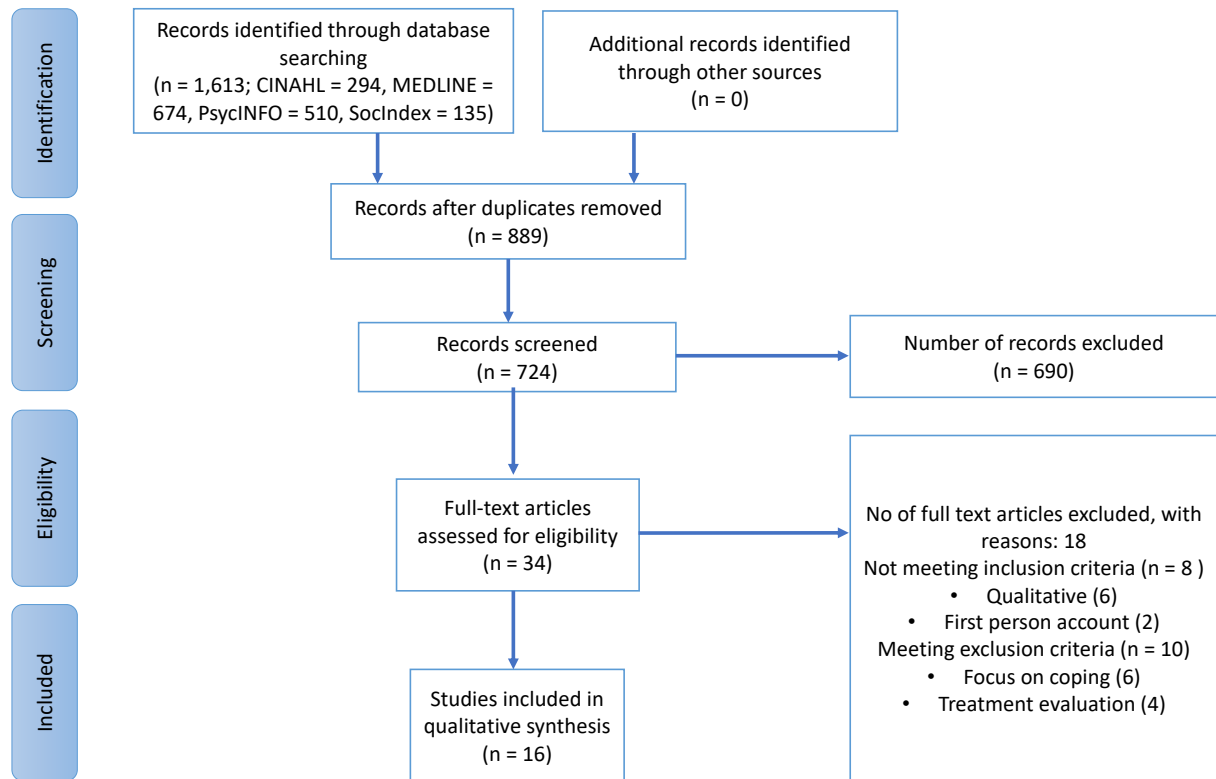 Identification
Records identified through database
searching
(n = 1,613; CINAHL = 294, MEDLINE =
674, PsycINFO = 510, SocIndex = 135)
Additional records identified
through other sources
(n = 0)
Records after duplicates removed
(n = 889)
Screening
Records screened
(n = 724)
Number of records excluded
(n = 690)
Eligibility
Full-text articles
assessed for eligibility
(n = 34)
No of full text articles excluded, with
reasons: 18
Not meeting inclusion criteria (n = 8 )
• Qualitative (6)
• First person account (2)
Meeting exclusion criteria (n = 10)
• Focus on coping (6)
• Treatment evaluation (4)
Included
Studies included in
qualitative synthesis
(n = 16)